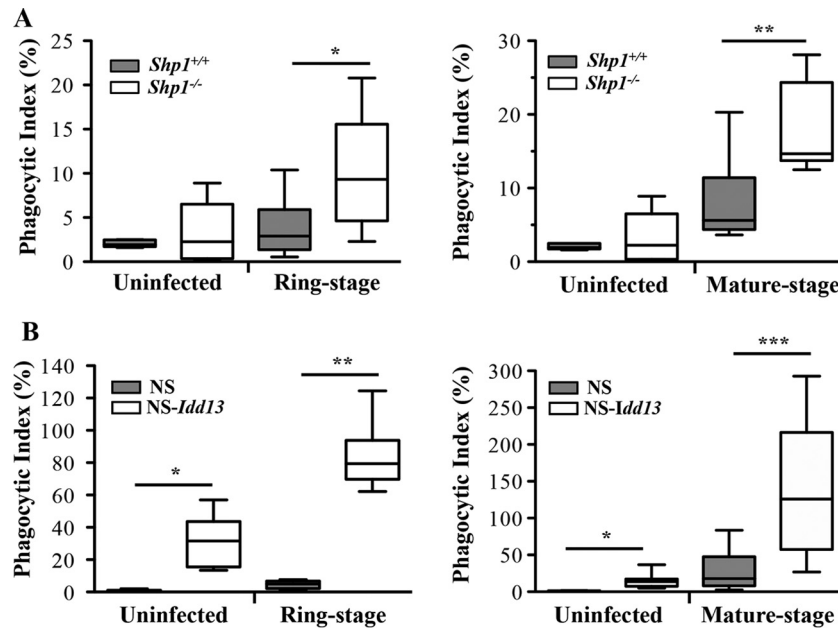 A
Phagocytic Index (%)
25
20
15
10
5
0
Shp1+/+
Shp1-/-
*
Uninfected
Ring-stage
Phagocytic Index (%)
30
20
10
0
Shp1+/+
Shp1-/-
**
Uninfected
Mature-stage
B
Phagocytic Index (%)
140
120
100
80
60
40
20
0
NS
NS-Idd13
*
**
Uninfected
Ring-stage
Phagocytic Index (%)
300
250
200
150
100
50
0
NS
NS-Idd13
*
***
Uninfected
Mature-stage